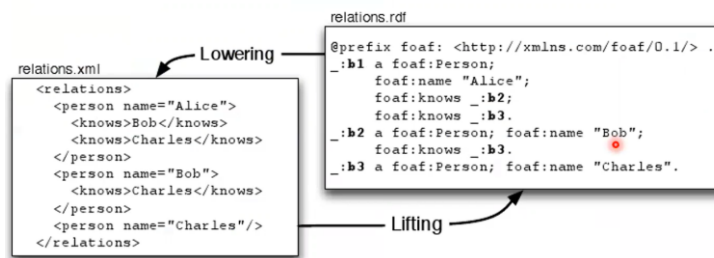 relations.rdf
@prefix foaf: <http://xmlns.com/foaf/0.1/> .
_:b1 a foaf:Person;
foaf:name "Alice";
foaf:knows _:b2;
foaf:knows _:b3.
_:b2 a foaf:Person; foaf:name "Bob";
foaf:knows _:b3.
_:b3 a foaf:Person; foaf:name "Charles".
Lowering
relations.xml
<relations>
<person name="Alice">
<knows>Bob</knows>
<knows>Charles</knows>
</person>
<person name="Bob">
<knows>Charles</knows>
</person>
<person name="Charles"/>
</relations>
Lifting